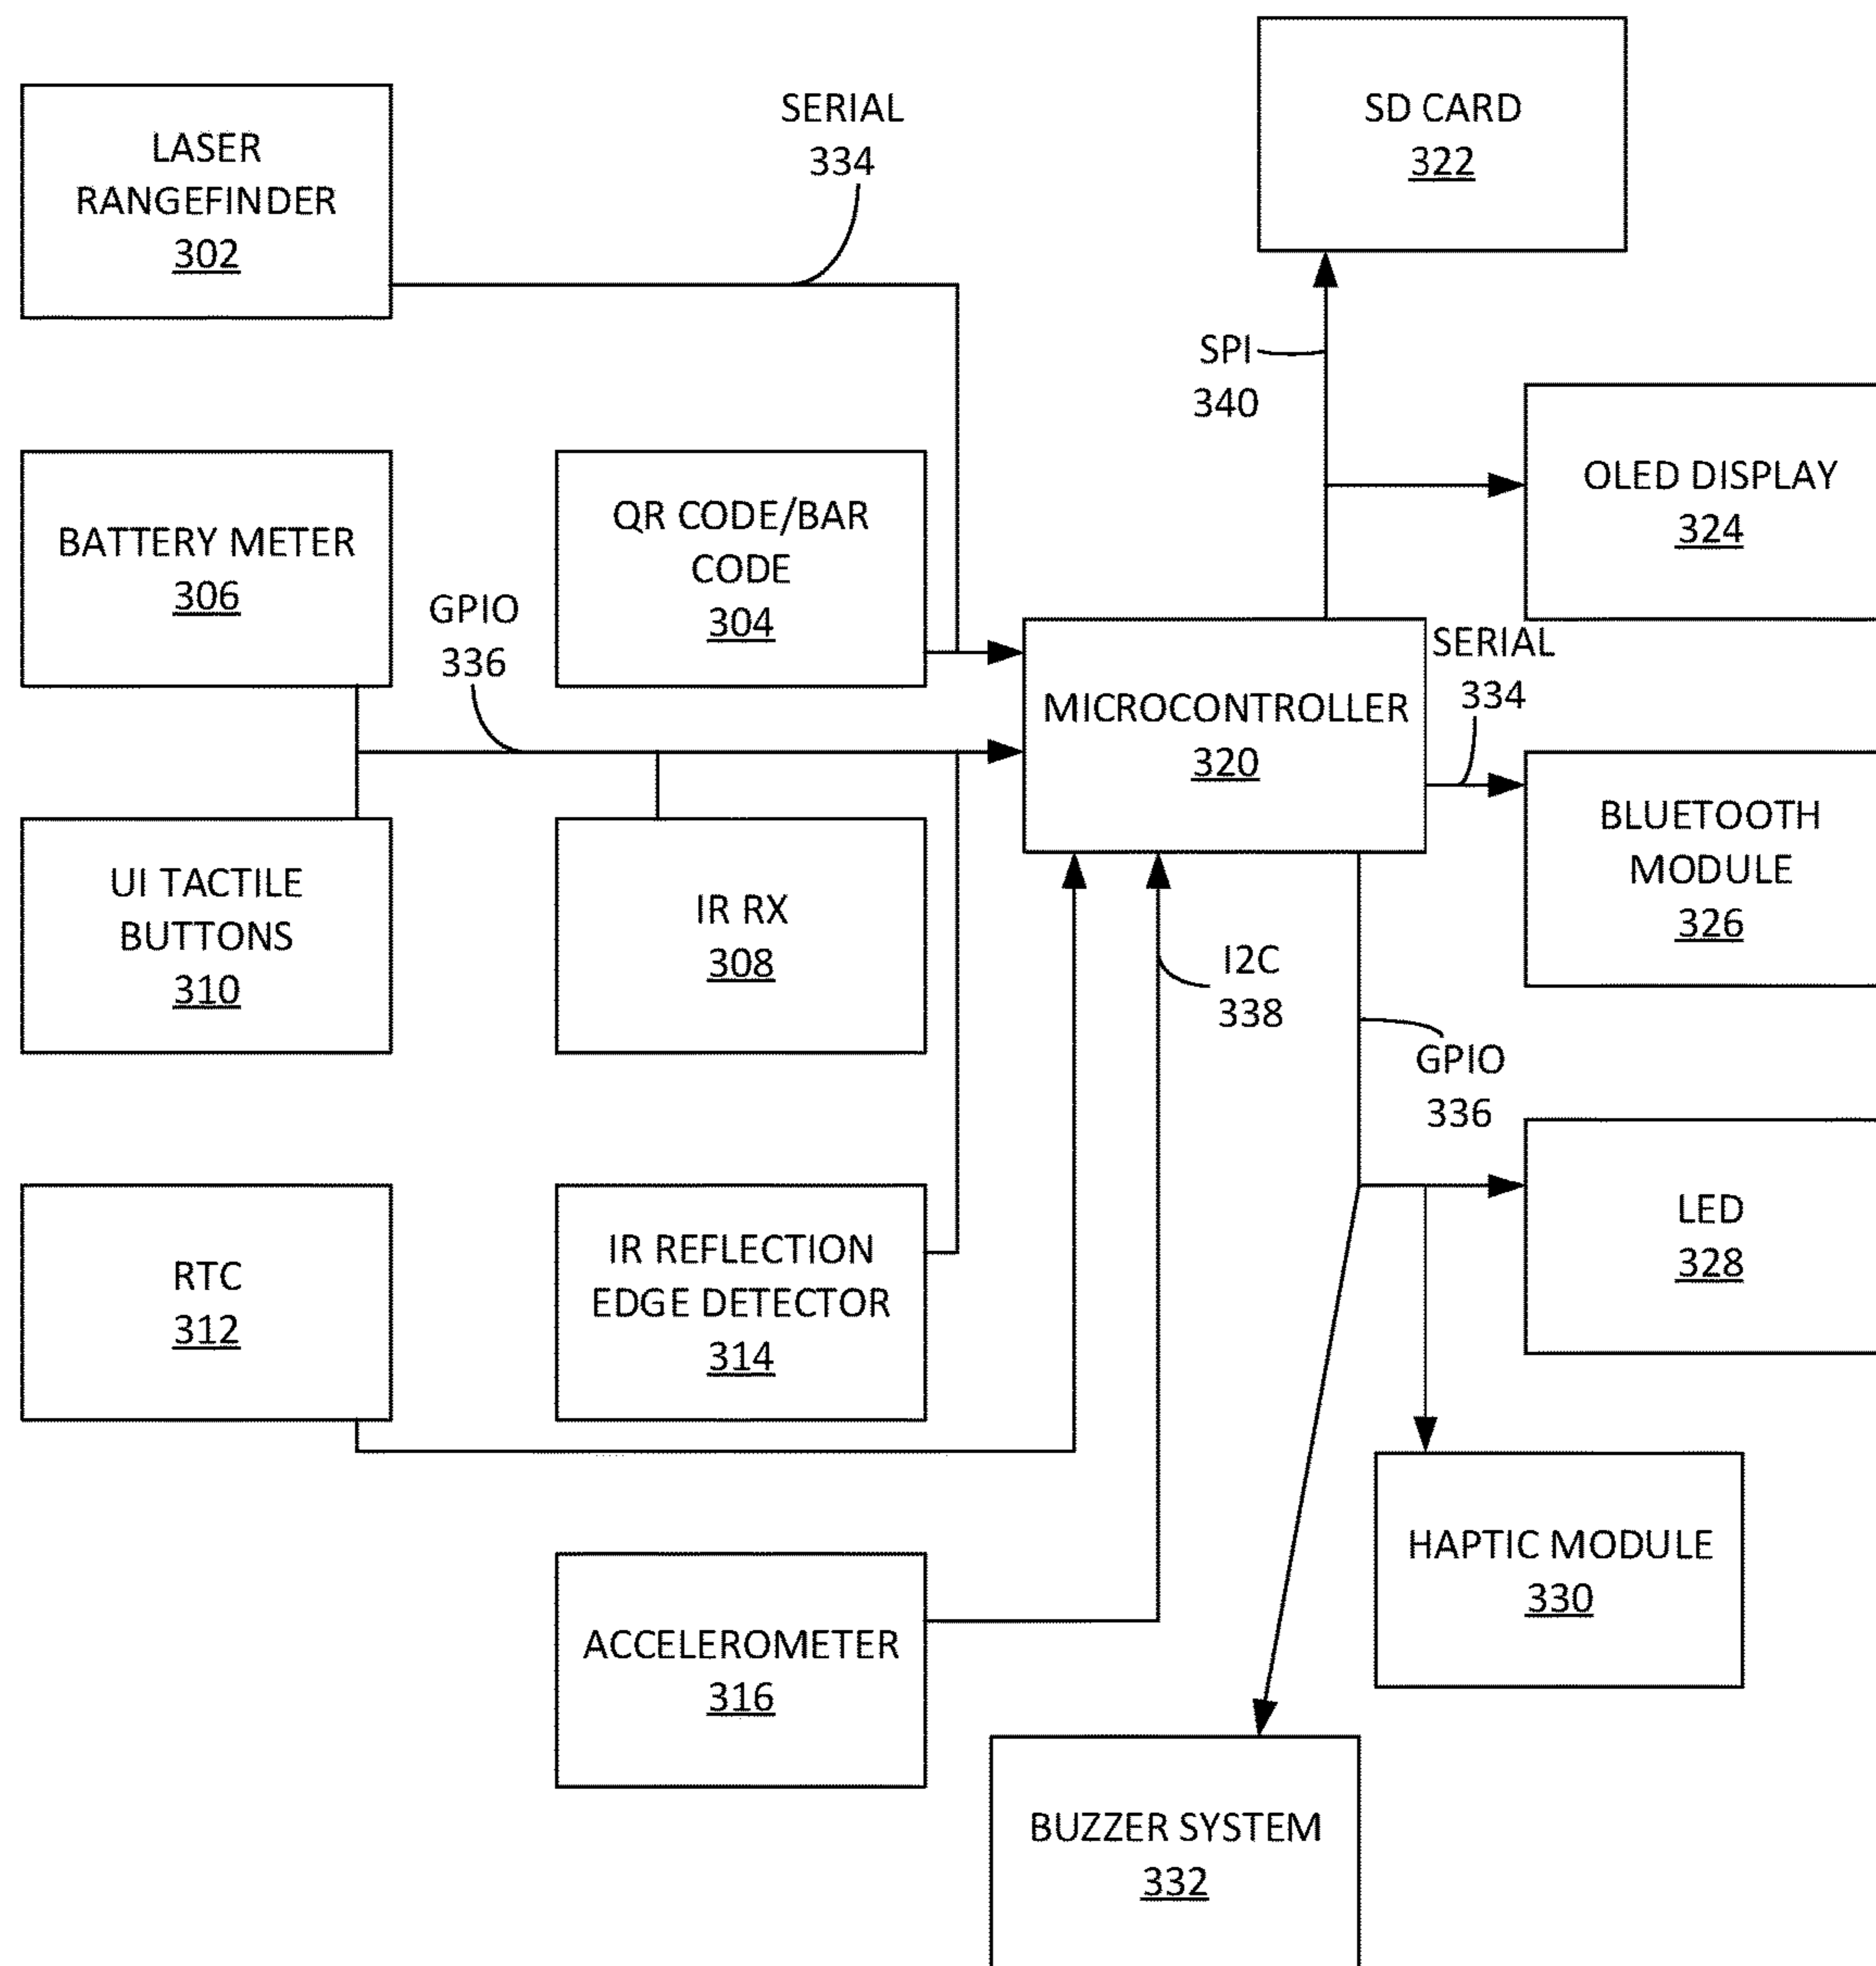 SD CARD
322
LASER
RANGEFINDER
302
SERIAL
334
SPI
340
OLED DISPLAY
324
BATTERY METER
306
QR CODE/BAR
CODE
304
GPIO
336
MICROCONTROLLER
320
SERIAL
334
BLUETOOTH
MODULE
326
UI TACTILE
BUTTONS
310
IR RX
308
I2C
338
GPIO
336
LED
328
RTC
312
IR REFLECTION
EDGE DETECTOR
314
HAPTIC MODULE
330
ACCELEROMETER
316
BUZZER SYSTEM
332